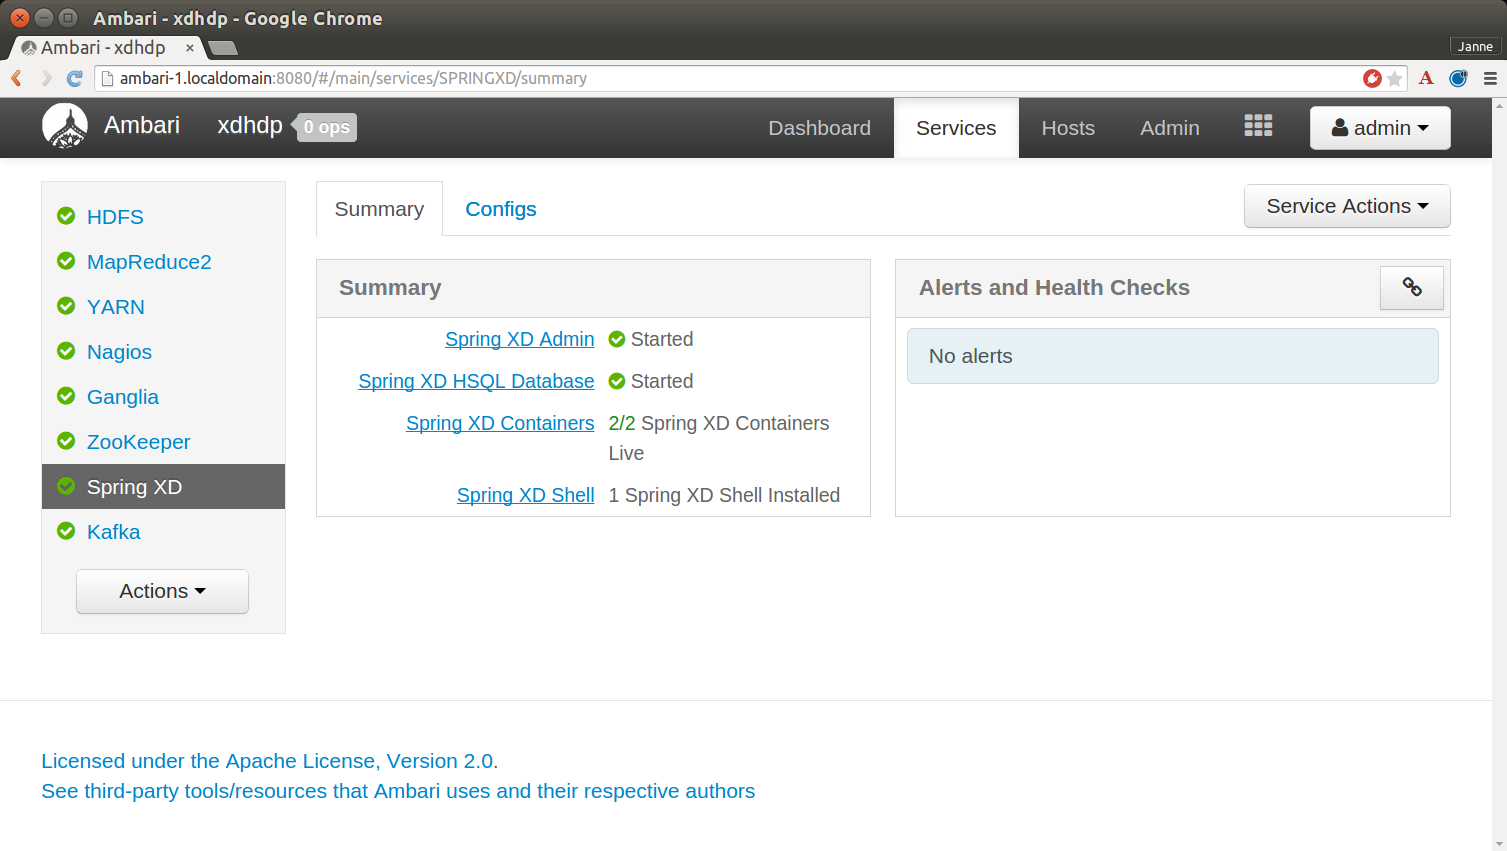 Ambari - xdhdp - Google Chrome
Ambari - xdhdp
Janne
ambari-1.localdomain:8080/#/main/services/SPRINGXD/summary
Ambari
xdhdp
0 ops
Dashboard
Services
Hosts
Admin
admin
HDFS
MapReduce2
YARN
Nagios
Ganglia
ZooKeeper
Spring XD
Kafka
Actions
Summary
Configs
Service Actions
Summary
Spring XD Admin
Started
Spring XD HSQL Database
Started
Spring XD Containers
2/2 Spring XD Containers
Live
Spring XD Shell
1 Spring XD Shell Installed
Alerts and Health Checks
No alerts
Licensed under the Apache License, Version 2.0.
See third-party tools/resources that Ambari uses and their respective authors